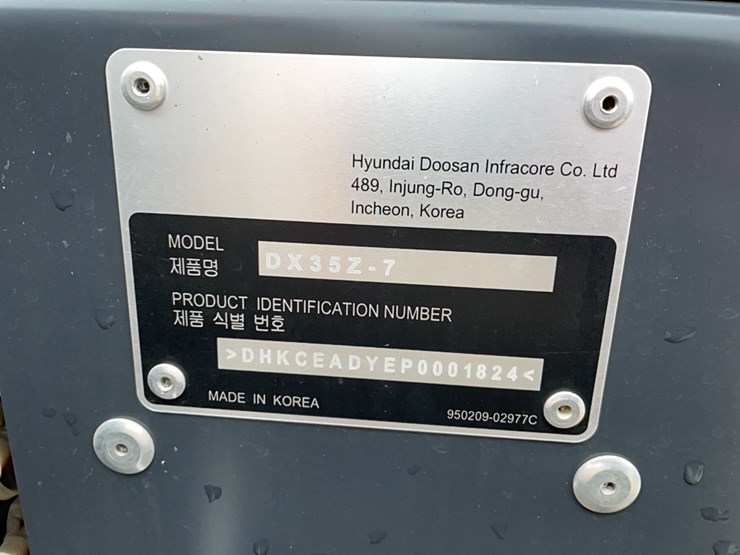 Hyundai Doosan Infracore Co. Ltd
489, Injung-Ro, Dong-gu,
Incheon, Korea
MODEL
제품명
DX35Z-7
PRODUCT IDENTIFICATION NUMBER
제품 식별 번호
>DHKCEADYEP0001824<
MADE IN KOREA
950209-02977C